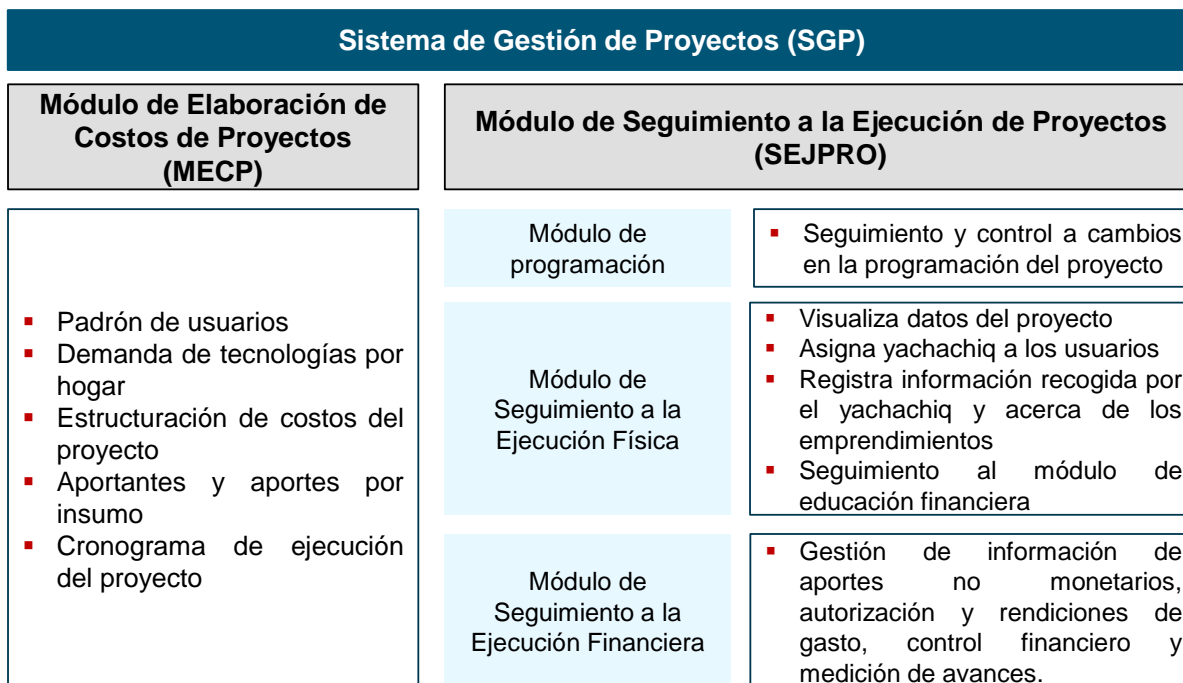 Sistema de Gestión de Proyectos (SGP)
Módulo de Elaboración de
Costos de Proyectos
(MECP)
Módulo de Seguimiento a la Ejecución de Proyectos
(SEJPRO)
▪ Padrón de usuarios
▪ Demanda de tecnologías por
hogar
▪ Estructuración de costos del
proyecto
▪ Aportantes y aportes por
insumo
▪ Cronograma de ejecución
del proyecto
Módulo de
programación
▪ Seguimiento y control a cambios
en la programación del proyecto
Módulo de
Seguimiento a la
Ejecución Física
▪ Visualiza datos del proyecto
▪ Asigna yachachiq a los usuarios
▪ Registra información recogida por
el yachachiq y acerca de los
emprendimientos
▪ Seguimiento al módulo de
educación financiera
Módulo de
Seguimiento a la
Ejecución Financiera
▪ Gestión de información de
aportes no monetarios,
autorización y rendiciones de
gasto, control financiero y
medición de avances.